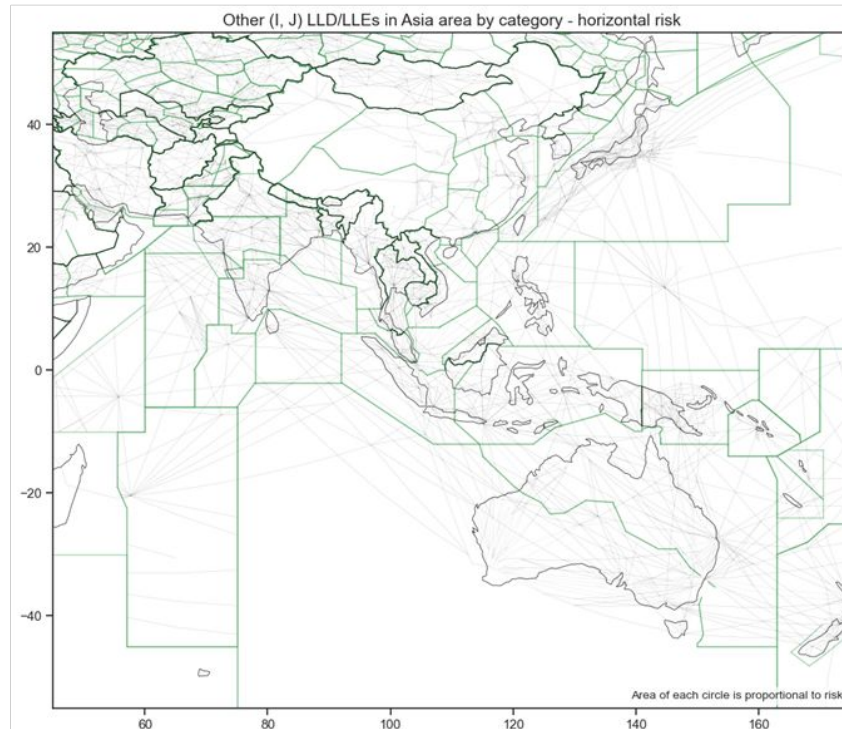 Other (I, J) LLD/LLEs in Asia area by category - horizontal risk
40
20
0
−20
−40
Area of each circle is proportional to risk
60 80 100 120 140 160